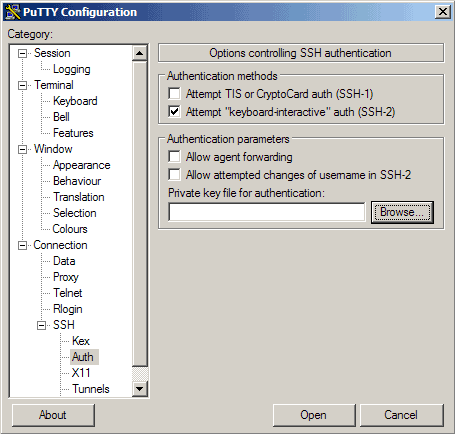 PuTTY Configuration
Category:
Session
Logging
Terminal
Keyboard
Bell
Features
Window
Appearance
Behaviour
Translation
Selection
Colours
Connection
Data
Proxy
Telnet
Rlogin
SSH
Kex
Auth
X11
Tunnels
Options controlling SSH authentication
Authentication methods
Attempt TIS or CryptoCard auth (SSH-1)
Attempt "keyboard-interactive" auth (SSH-2)
Authentication parameters
Allow agent forwarding
Allow attempted changes of username in SSH-2
Private key file for authentication:
Browse...
About
Open
Cancel